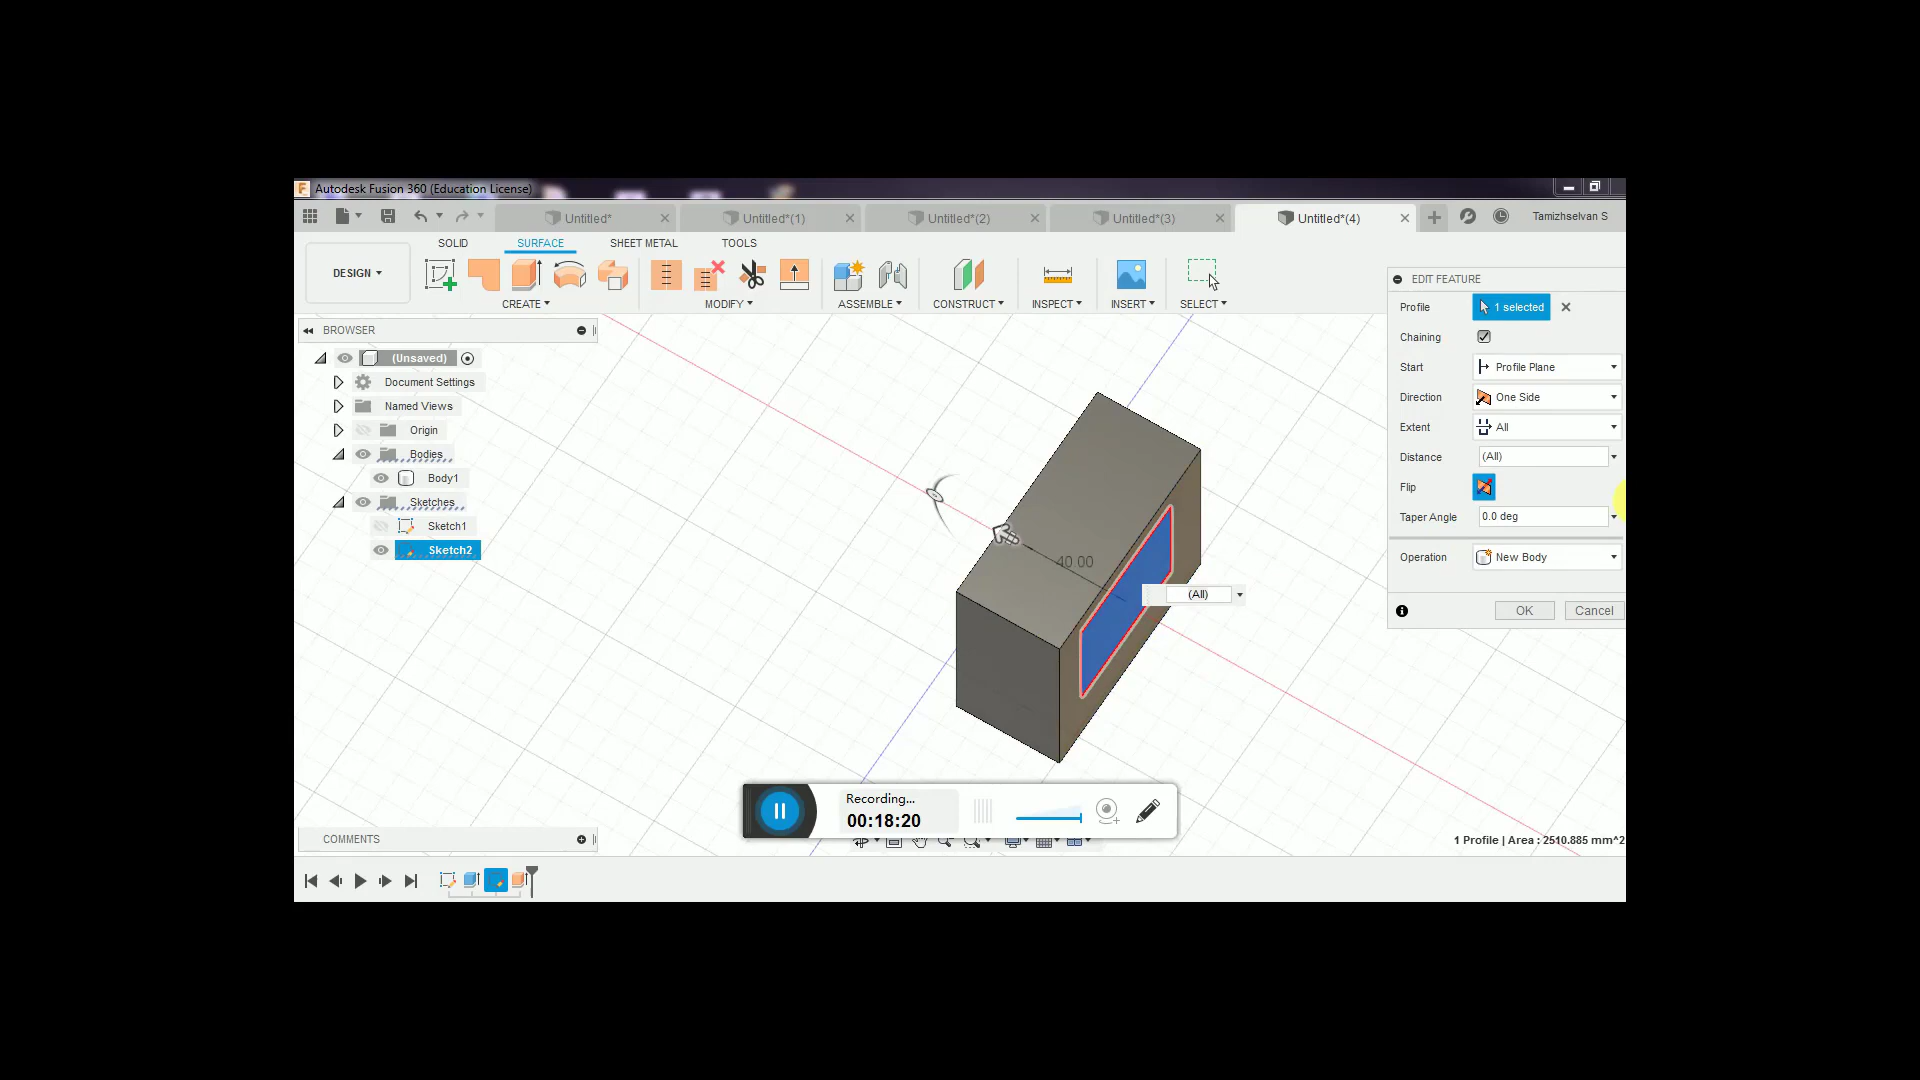 Autodesk Fusion 360 (Education License)
Untitled*
Untitled*(1)
Untitled*(2)
Untitled*(3)
Untitled*(4)
Tamizhselvan S
DESIGN
SOLID
SURFACE
SHEET METAL
TOOLS
CREATE
MODIFY
ASSEMBLE
CONSTRUCT
INSPECT
INSERT
SELECT
BROWSER
(Unsaved)
Document Settings
Named Views
Origin
Bodies
Body1
Sketches
Sketch1
Sketch2
40.00
(All)
EDIT FEATURE
Profile 1 selected
Chaining
Start Profile Plane
Direction One Side
Extent All
Distance (All)
Flip
Taper Angle 0.0 deg
Operation New Body
OK Cancel
Recording...
00:18:20
COMMENTS
1 Profile | Area : 2510.885 mm^2